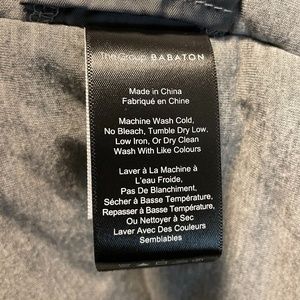 The Group BABATON
Made in China
Fabriqué en Chine
Machine Wash Cold,
No Bleach, Tumble Dry Low,
Low Iron, Or Dry Clean
Wash With Like Colours
Laver à La Machine à
L'eau Froide,
Pas De Blanchiment,
Sécher à Basse Température,
Repasser à Basse Température,
Ou Nettoyer à Sec
Laver Avec Des Couleurs
Semblables